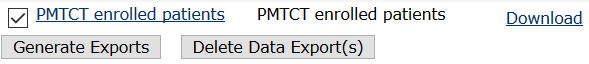 PMTCT enrolled patients PMTCT enrolled patients Download
Generate Exports Delete Data Export(s)